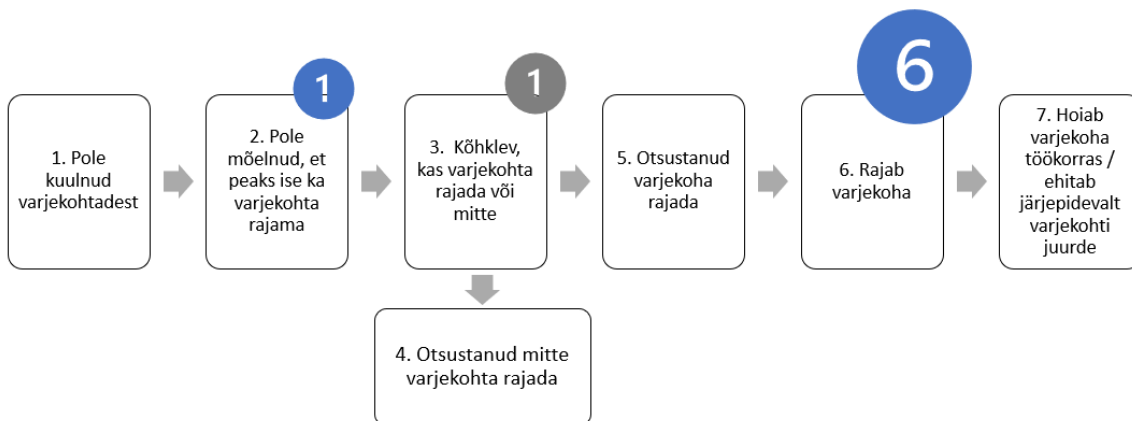 1
1
6
1. Pole
kuulnud
varjekohtadest
2. Pole
mõelnud, et
peaks ise ka
varjekohta
rajama
3. Kõhklev,
kas varjekohta
rajada või
mitte
5. Otsustanud
varjekoha
rajada
6. Rajab
varjekoha
7. Hoiab
varjekoha
töökorras /
ehitab
järjepidevalt
varjekohti
juurde
4. Otsustanud mitte
varjekohta rajada